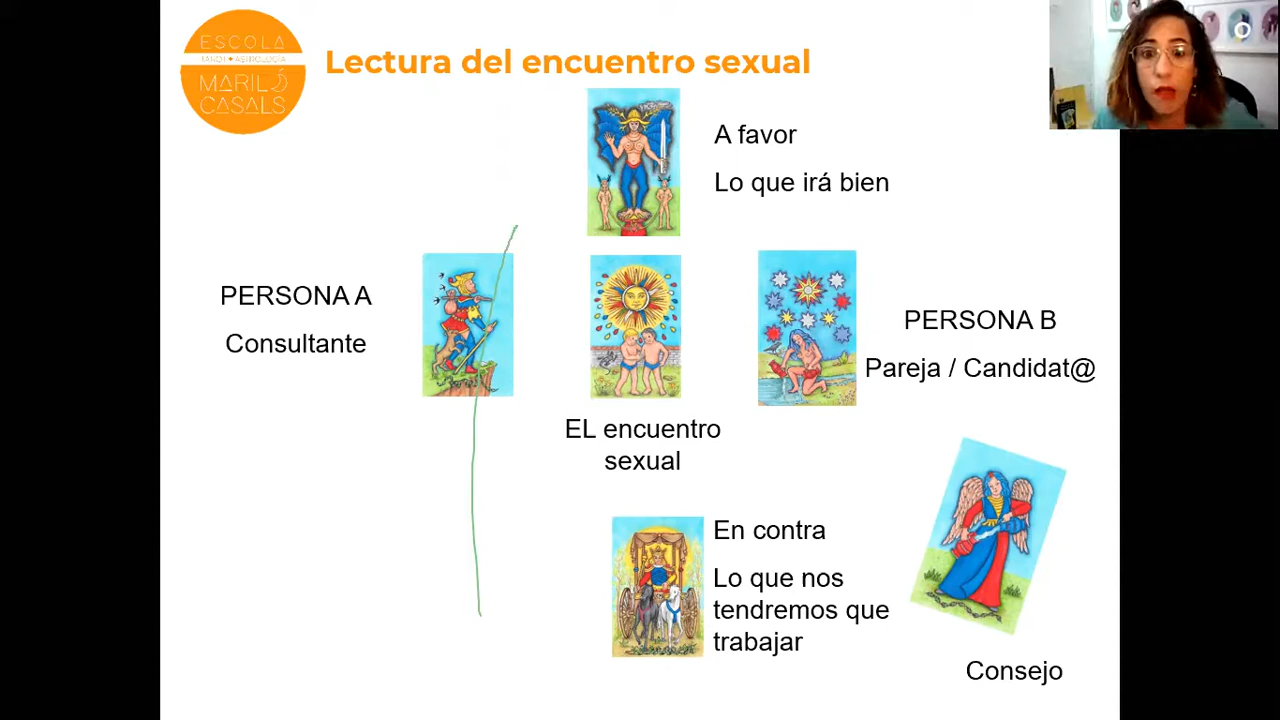 ESCOLA
TAROT★ASTROLOGÍA
MARILÓ
CASALS
Lectura del encuentro sexual
A favor
Lo que irá bien
PERSONA A
Consultante
PERSONA B
Pareja / Candidat@
EL encuentro
sexual
En contra
Lo que nos
tendremos que
trabajar
Consejo